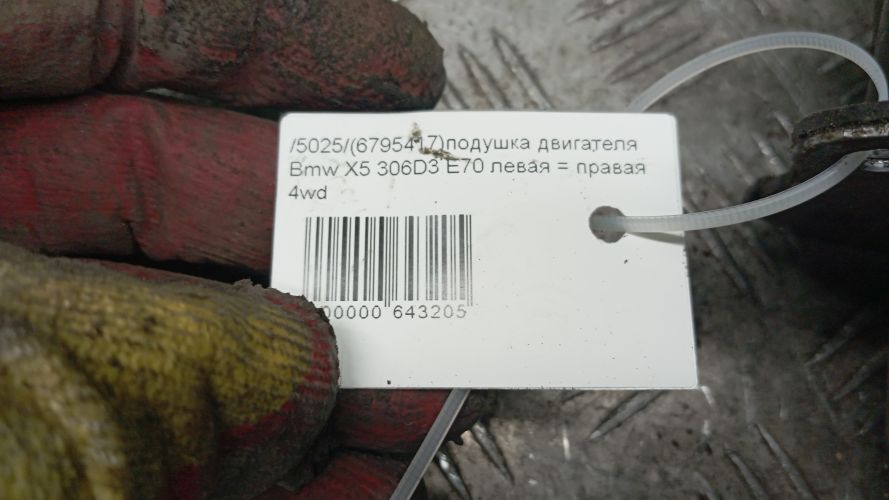 /5025/(6795417)подушка двигателя
Bmw X5 306D3 E70 левая = правая
4wd
00000 643205